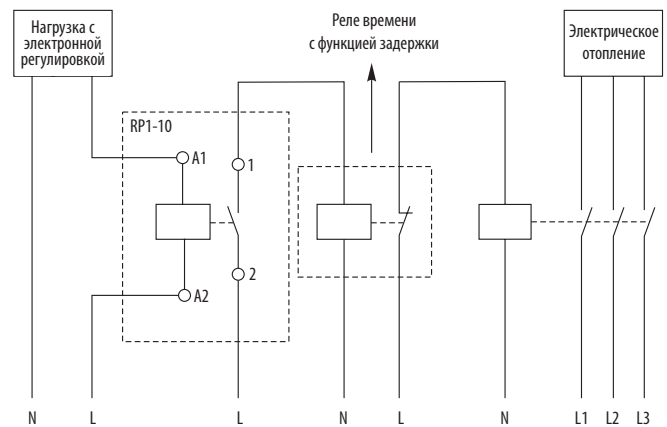 Нагрузка с
электронной
регулировкой
Реле времени
с функцией задержки
Электрическое
отопление
RP1-10
A1
1
2
A2
N
L
L
N
L
N
L1
L2
L3